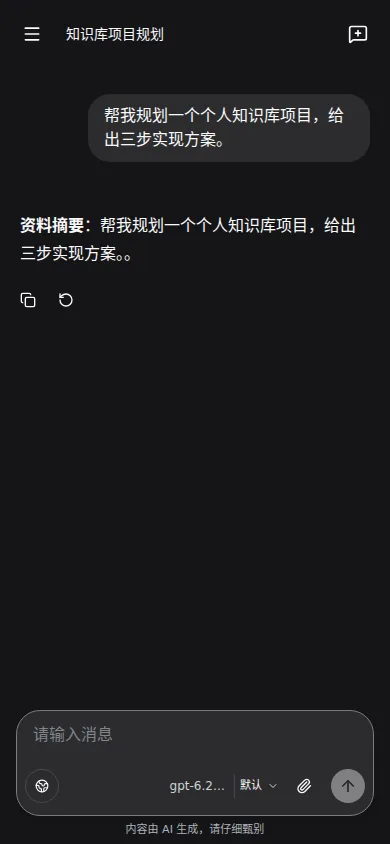 知识库项目规划
帮我规划一个个人知识库项目，给
出三步实现方案。
资料摘要：帮我规划一个个人知识库项目，给出
三步实现方案。。
请输入消息
gpt-6.2... 默认
内容由 AI 生成，请仔细甄别